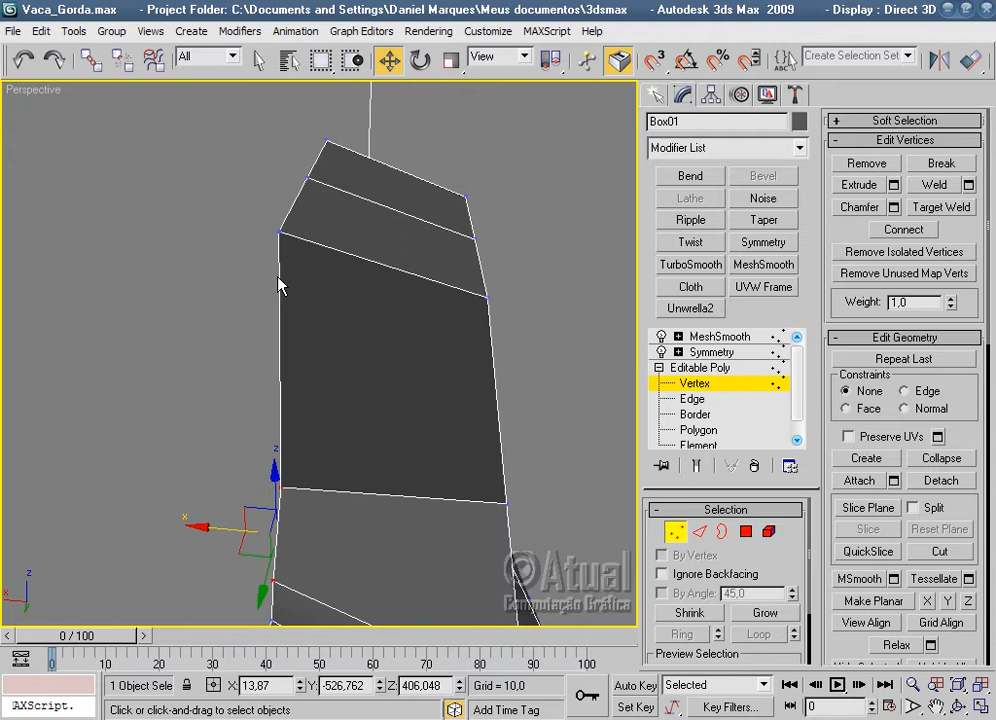 Vaca_Gorda.max - Project Folder: C:\Documents and Settings\Daniel Marques\Meus documentos\3dsmax - Autodesk 3ds Max 2009 - Display : Direct 3D
File Edit Tools Group Views Create Modifiers Animation Graph Editors Rendering Customize MAXScript Help
All View Create Selection Set
Perspective
z
x
z
x
Atual
Computação Gráfica
Box01
Modifier List
Bend Bevel
Lathe Noise
Ripple Taper
Twist Symmetry
TurboSmooth MeshSmooth
Cloth UVW Frame
Unwrella2
MeshSmooth
Symmetry
Editable Poly
Vertex
Edge
Border
Polygon
Element
- Selection
By Vertex
Ignore Backfacing
By Angle: 45,0
Shrink Grow
Ring Loop
Preview Selection
+ Soft Selection
- Edit Vertices
Remove Break
Extrude Weld
Chamfer Target Weld
Connect
Remove Isolated Vertices
Remove Unused Map Verts
Weight: 1,0
- Edit Geometry
Repeat Last
Constraints
None Edge
Face Normal
Preserve UVs
Create Collapse
Attach Detach
Slice Plane Split
Slice Reset Plane
QuickSlice Cut
MSmooth Tessellate
Make Planar X Y Z
View Align Grid Align
Relax
< 0 / 100 >
0 10 20 30 40 50 60 70 80 90 100
1 Object Sele X: 13,87 Y: -526,762 Z: 406,048 Grid = 10,0 Auto Key Selected
AXScript. Click or click-and-drag to select objects Add Time Tag Set Key Key Filters... 0